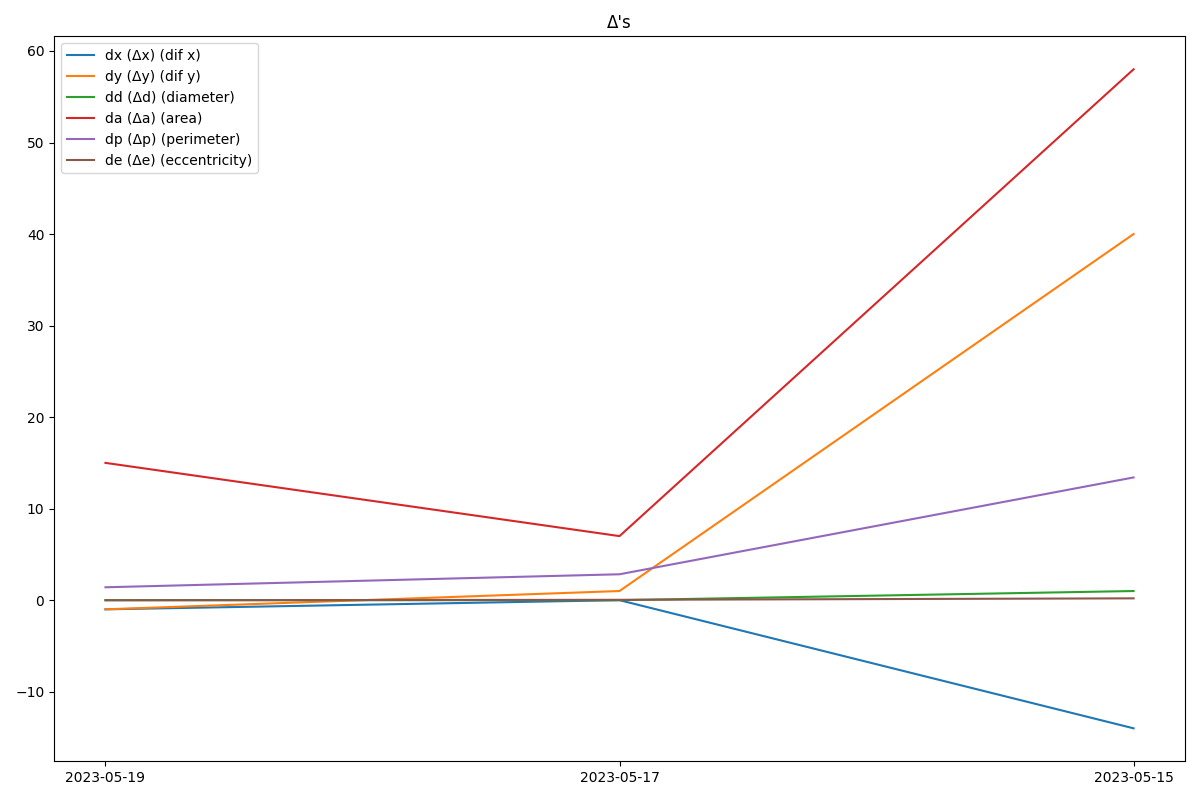 Δ's
dx (Δx) (dif x)
dy (Δy) (dif y)
dd (Δd) (diameter)
da (Δa) (area)
dp (Δp) (perimeter)
de (Δe) (eccentricity)
60
50
40
30
20
10
0
−10
2023-05-19 2023-05-17 2023-05-15